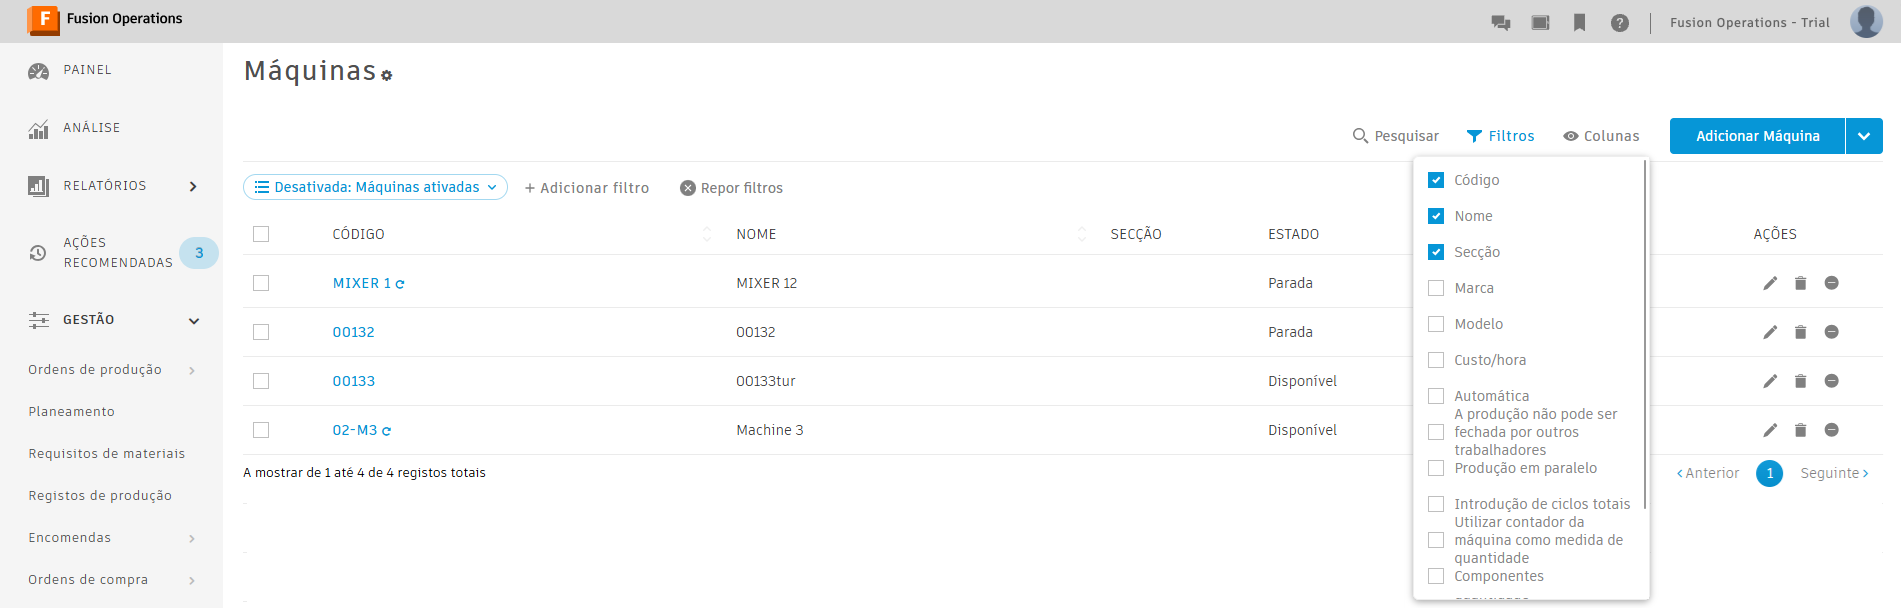 Fusion Operations
Fusion Operations - Trial
PAINEL
ANÁLISE
RELATÓRIOS
AÇÕES
RECOMENDADAS
3
GESTÃO
Ordens de produção
Planeamento
Requisitos de materiais
Registos de produção
Encomendas
Ordens de compra
Máquinas
Pesquisar
Filtros
Colunas
Adicionar Máquina
Desativada: Máquinas ativadas
+ Adicionar filtro
Repor filtros
CÓDIGO NOME SECÇÃO ESTADO AÇÕES
MIXER 1 MIXER 12 Parada
00132 00132 Parada
00133 00133tur Disponível
02-M3 Machine 3 Disponível
A mostrar de 1 até 4 de 4 registos totais
Anterior 1 Seguinte
Código
Nome
Secção
Marca
Modelo
Custo/hora
Automática
A produção não pode ser
fechada por outros
trabalhadores
Produção em paralelo
Introdução de ciclos totais
Utilizar contador da
máquina como medida de
quantidade
Componentes